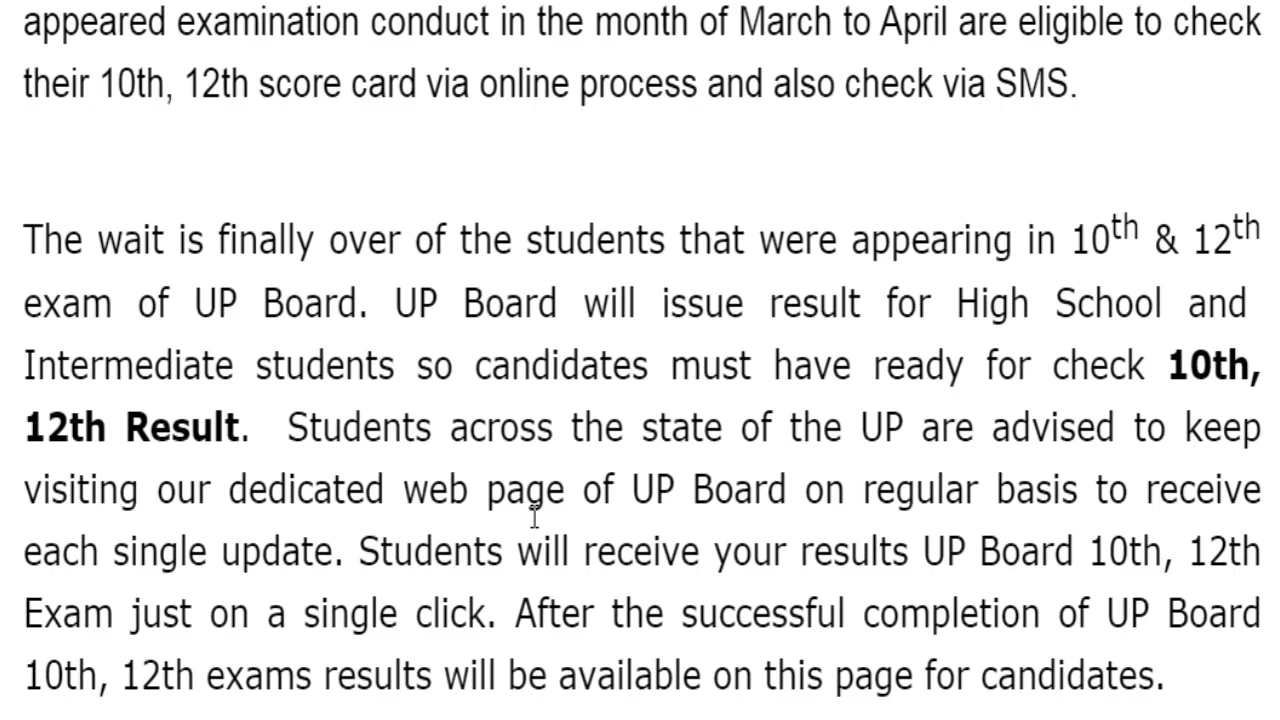 appeared examination conduct in the month of March to April are eligible to check
their 10th, 12th score card via online process and also check via SMS.
The wait is finally over of the students that were appearing in 10th & 12th
exam of UP Board. UP Board will issue result for High School and
Intermediate students so candidates must have ready for check 10th,
12th Result. Students across the state of the UP are advised to keep
visiting our dedicated web page of UP Board on regular basis to receive
each single update. Students will receive your results UP Board 10th, 12th
Exam just on a single click. After the successful completion of UP Board
10th, 12th exams results will be available on this page for candidates.